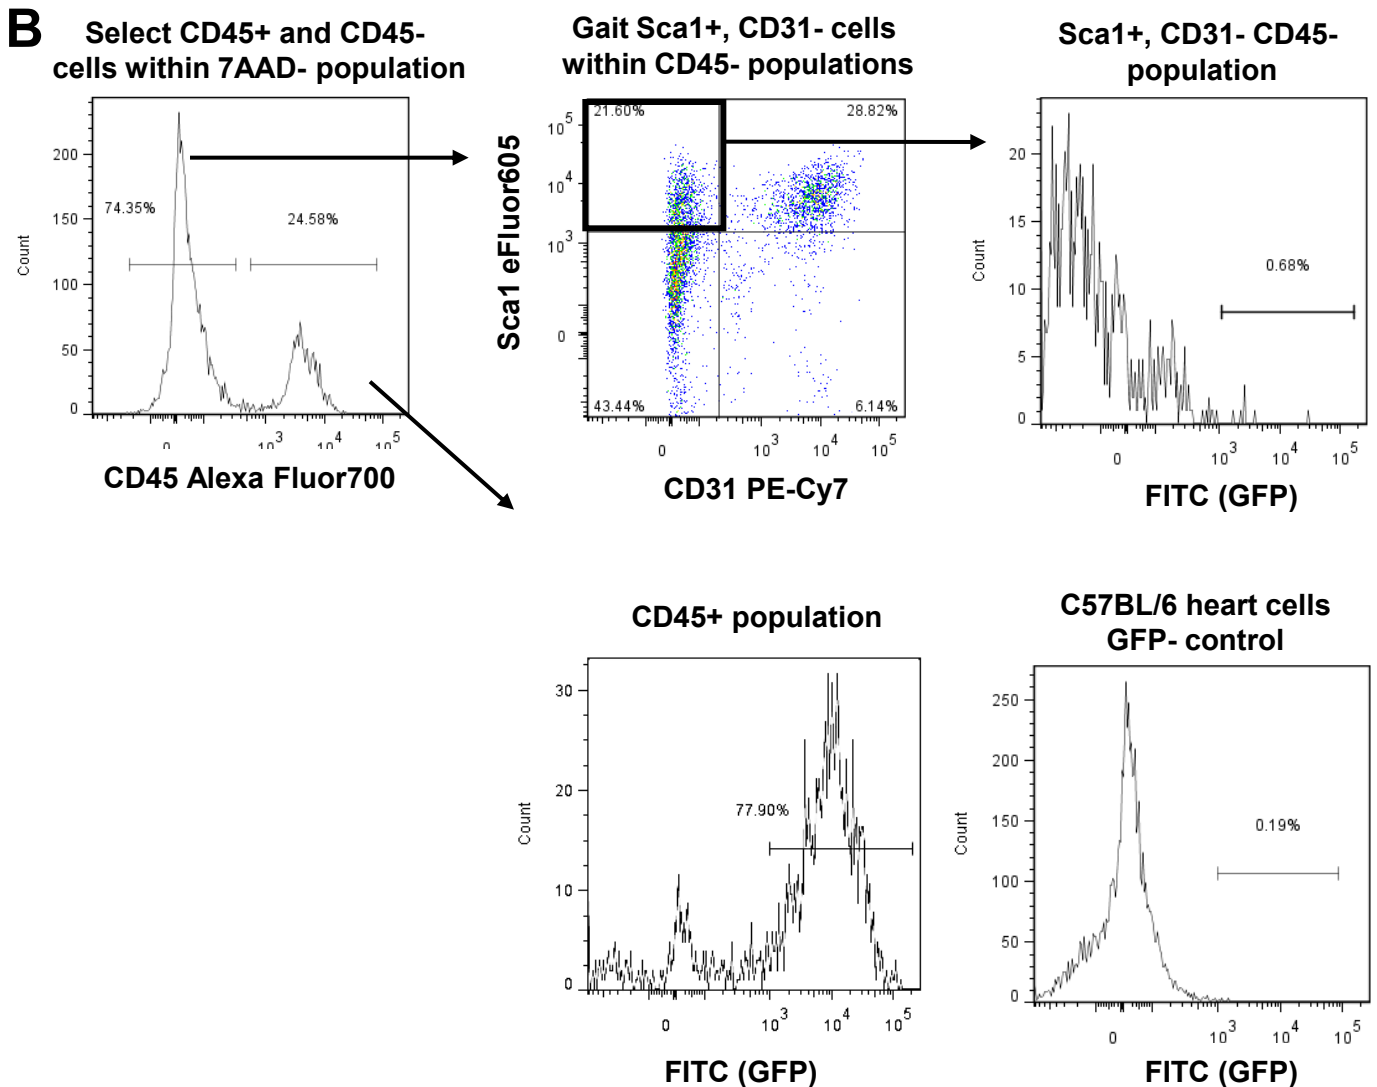 B
Select CD45+ and CD45-
cells within 7AAD- population
Count
200
150
100
50
0
74.35%
24.58%
0
10^3
10^4
10^5
CD45 Alexa Fluor700
Gait Sca1+, CD31- cells
within CD45- populations
Sca1 eFluor605
10^5
10^4
10^3
0
21.60%
28.82%
43.44%
6.14%
0
10^3
10^4
10^5
CD31 PE-Cy7
Sca1+, CD31- CD45-
population
Count
20
15
10
5
0
0.68%
0
10^3
10^4
10^5
FITC (GFP)
CD45+ population
Count
30
20
10
0
77.90%
0
10^3
10^4
10^5
FITC (GFP)
C57BL/6 heart cells
GFP- control
Count
250
200
150
100
50
0
0.19%
0
10^3
10^4
10^5
FITC (GFP)